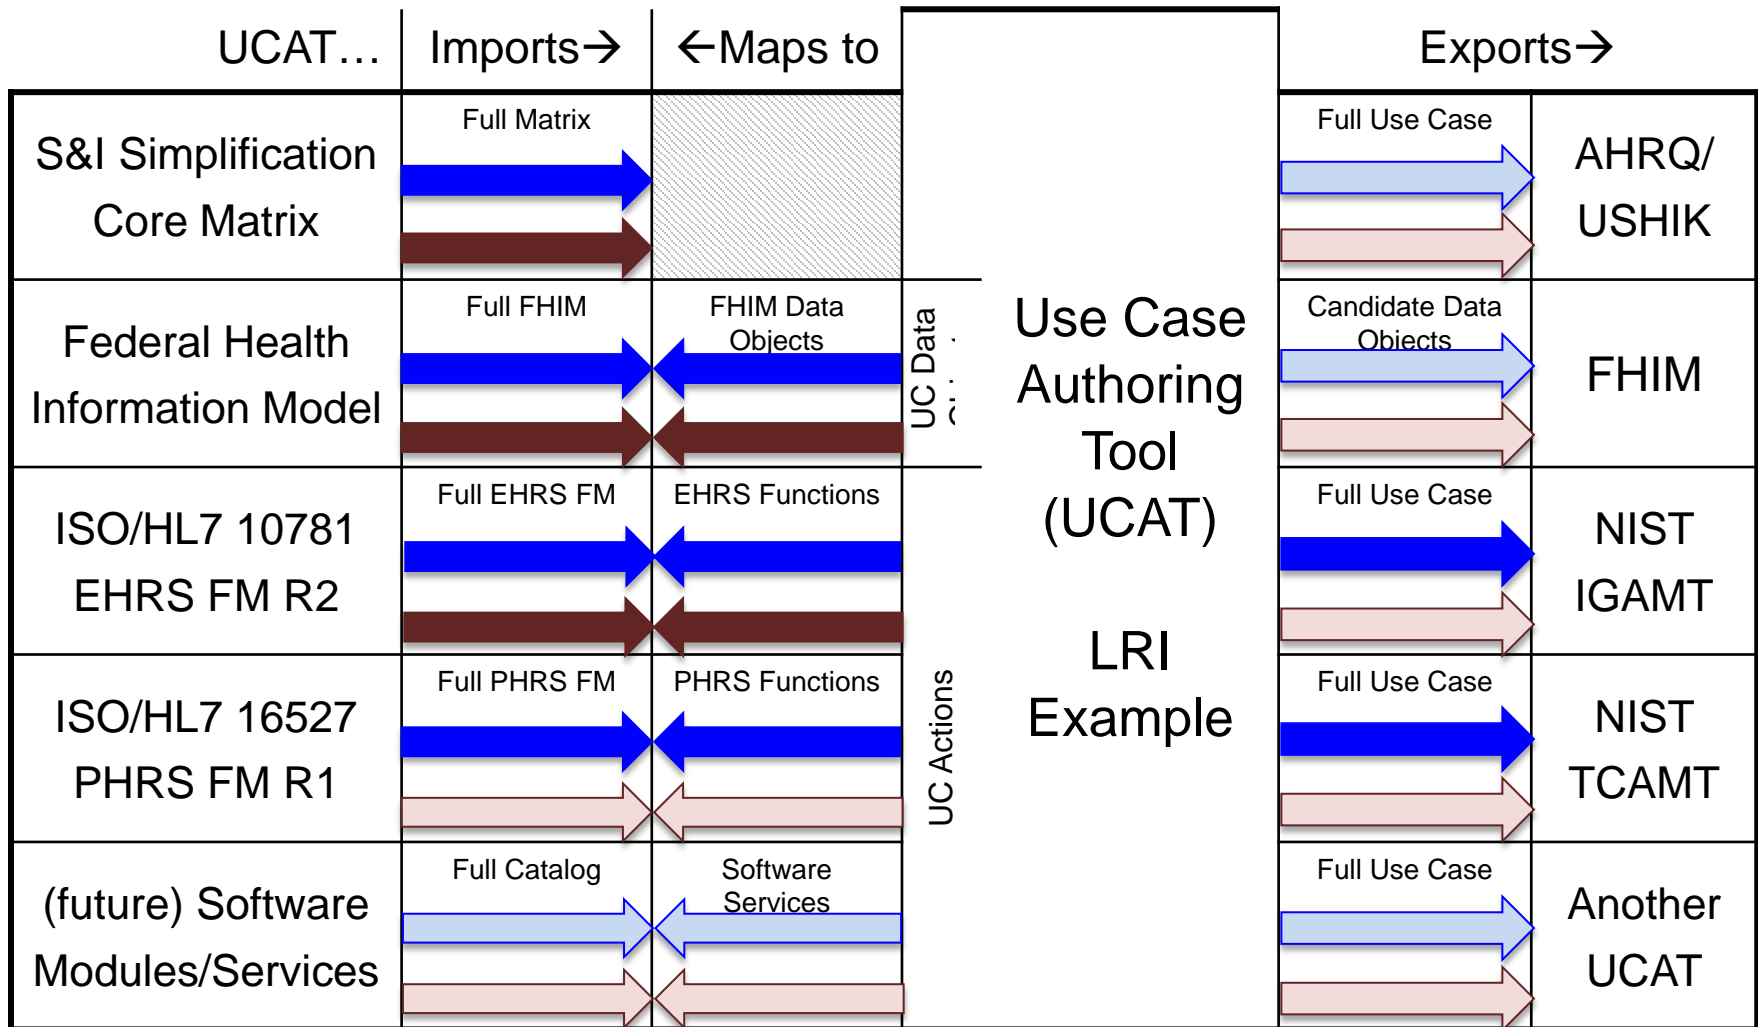 UCAT…
Imports→
←Maps to
Exports→
S&I Simplification
Core Matrix
Full Matrix
Full Use Case
AHRQ/
USHIK
Federal Health
Information Model
Full FHIM
FHIM Data
Objects
UC Data
Use Case
Authoring
Tool
(UCAT)
LRI
Example
Candidate Data
Objects
FHIM
ISO/HL7 10781
EHRS FM R2
Full EHRS FM
EHRS Functions
Full Use Case
NIST
IGAMT
ISO/HL7 16527
PHRS FM R1
Full PHRS FM
PHRS Functions
UC Actions
Full Use Case
NIST
TCAMT
(future) Software
Modules/Services
Full Catalog
Software
Services
Full Use Case
Another
UCAT